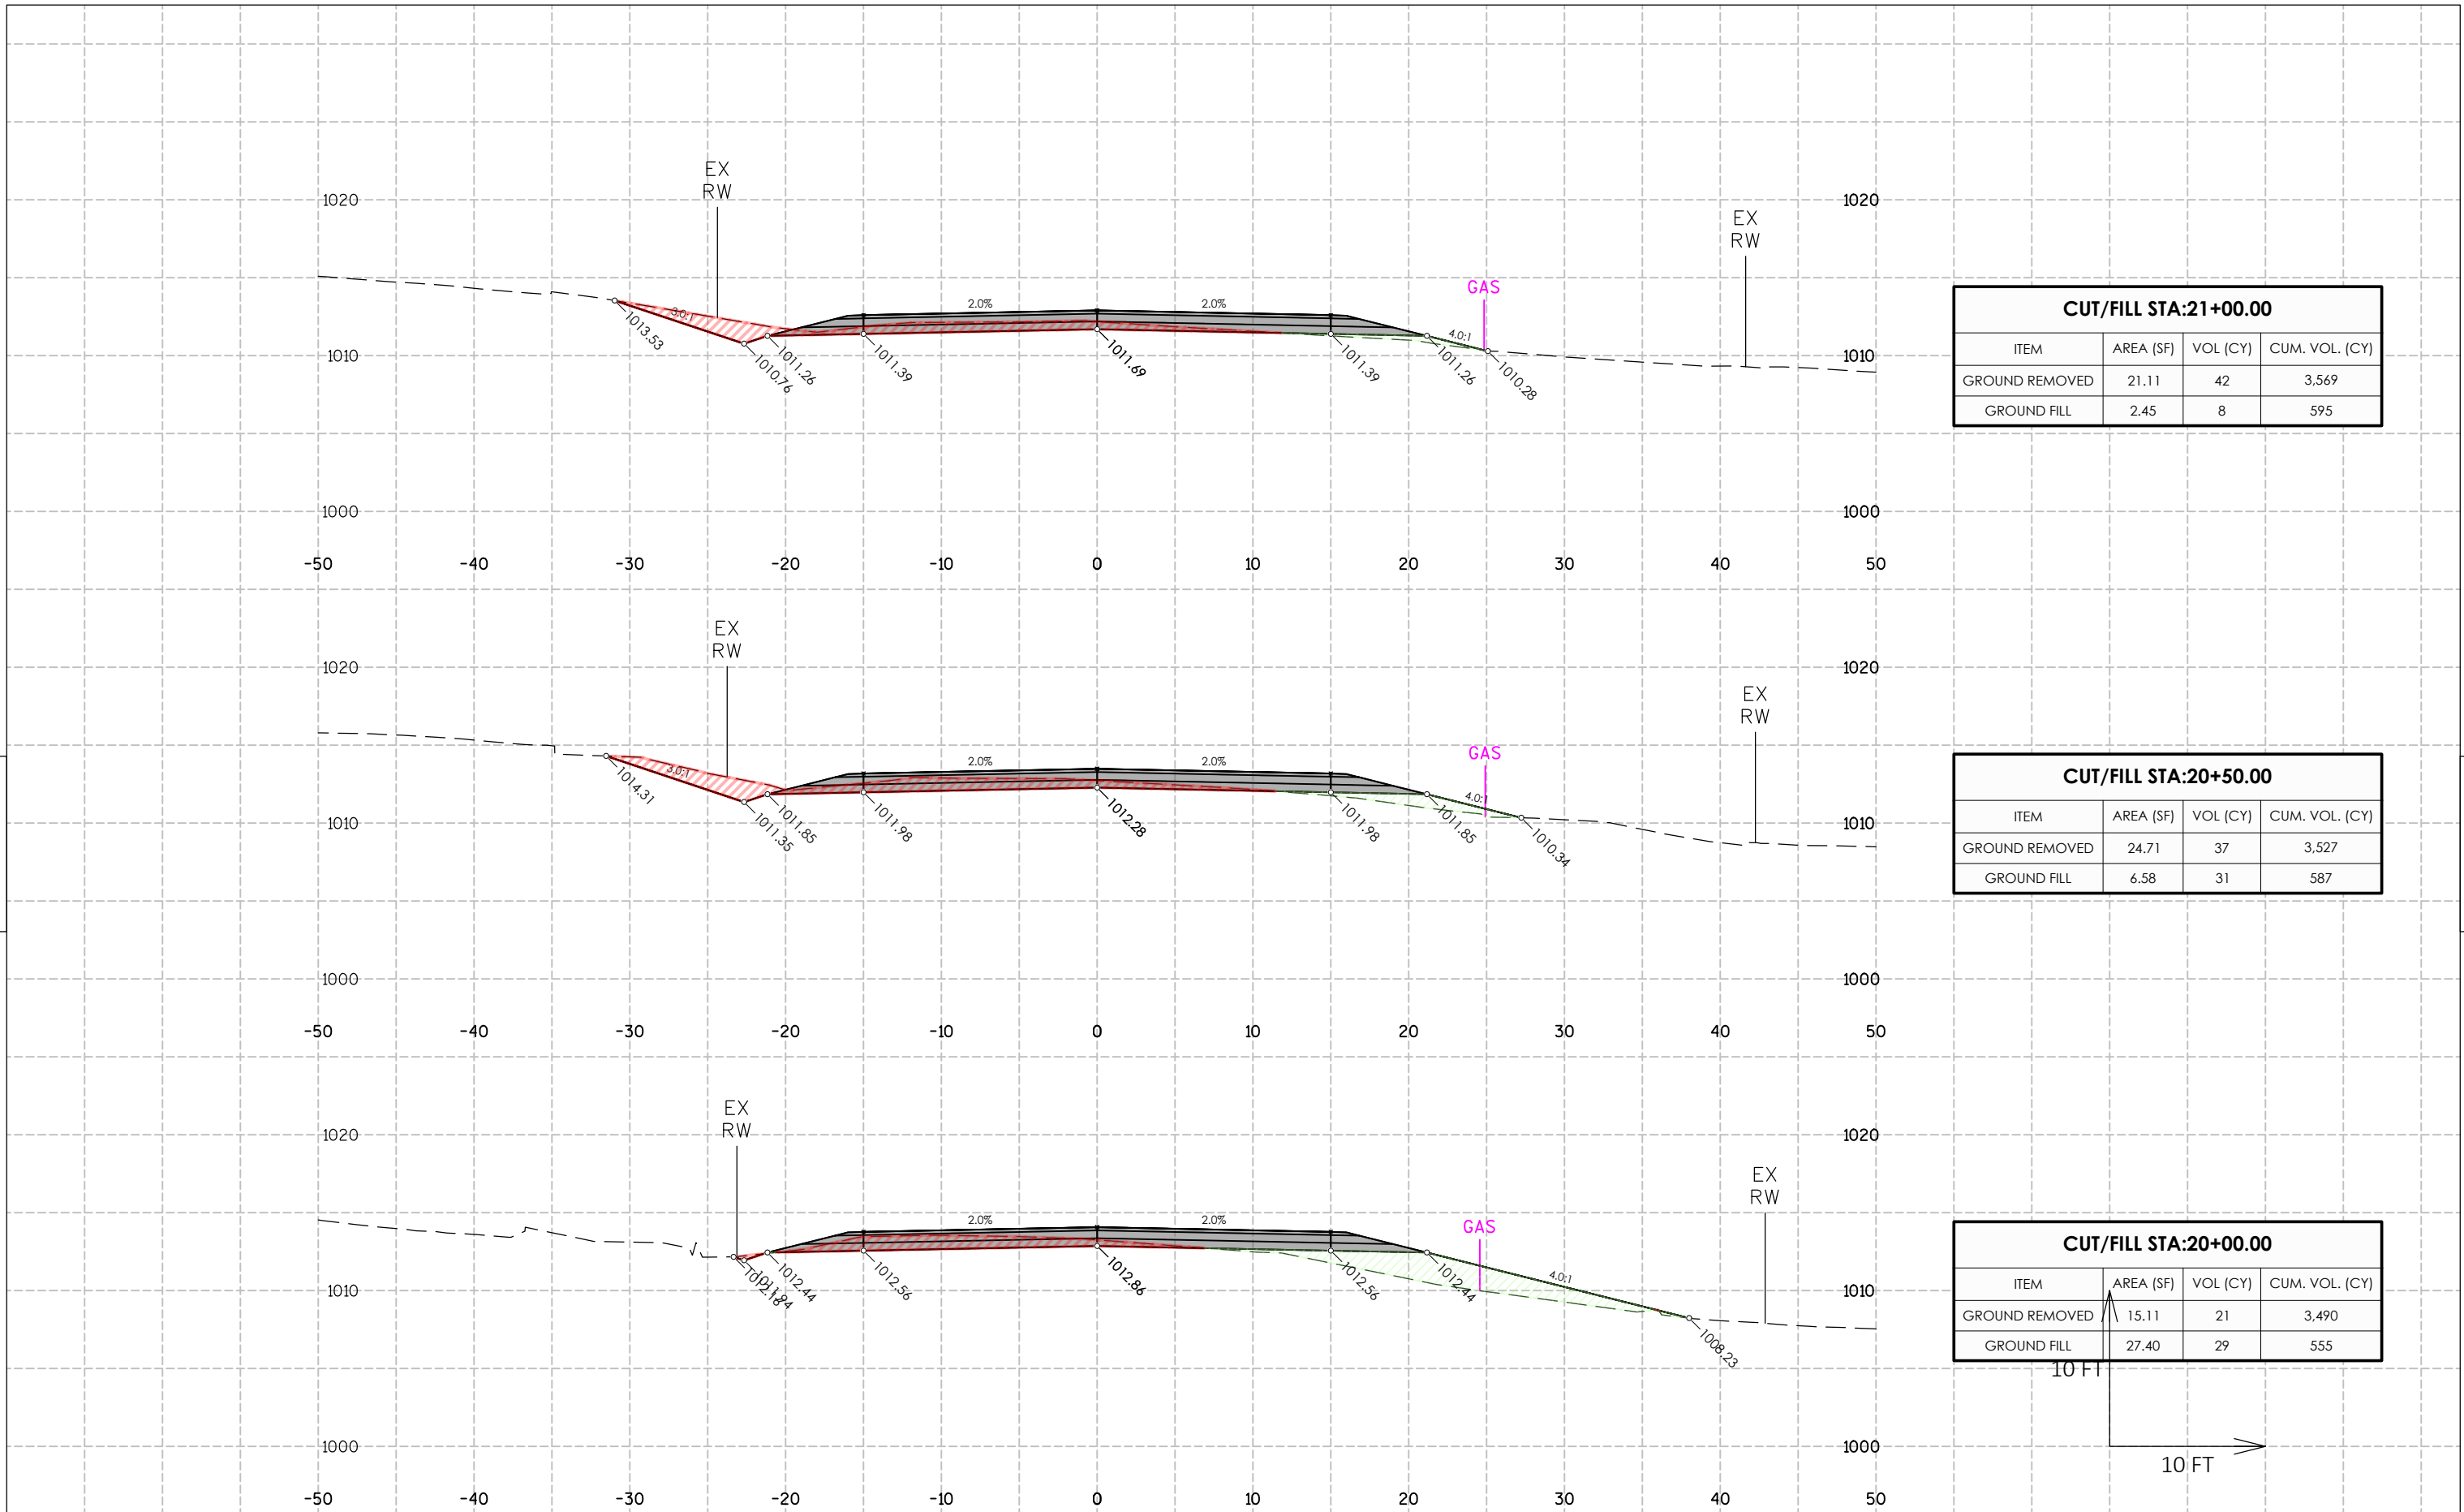 EX
RW
1020
1020
EX
RW
GAS
2.0%
2.0%
3.0:1
4.0:1
1010
1010
1013.53
1010.76
1011.26
1011.39
1011.69
1011.39
1011.26
1010.28
CUT/FILL STA:21+00.00
ITEM AREA (SF) VOL (CY) CUM. VOL. (CY)
GROUND REMOVED 21.11 42 3,569
GROUND FILL 2.45 8 595
1000
1000
-50 -40 -30 -20 -10 0 10 20 30 40 50
EX
RW
1020
1020
EX
RW
GAS
2.0%
2.0%
3.0:1
4.0:1
1010
1010
1014.31
1011.35
1011.85
1011.98
1012.28
1011.98
1011.85
1010.34
CUT/FILL STA:20+50.00
ITEM AREA (SF) VOL (CY) CUM. VOL. (CY)
GROUND REMOVED 24.71 37 3,527
GROUND FILL 6.58 31 587
1000
1000
-50 -40 -30 -20 -10 0 10 20 30 40 50
EX
RW
1020
1020
EX
RW
GAS
2.0%
2.0%
4.0:1
1010
1010
1012.18
1011.94
1012.44
1012.56
1012.86
1012.56
1012.44
1008.23
CUT/FILL STA:20+00.00
ITEM AREA (SF) VOL (CY) CUM. VOL. (CY)
GROUND REMOVED 15.11 21 3,490
GROUND FILL 27.40 29 555
10 FT
10 FT
1000
1000
-50 -40 -30 -20 -10 0 10 20 30 40 50